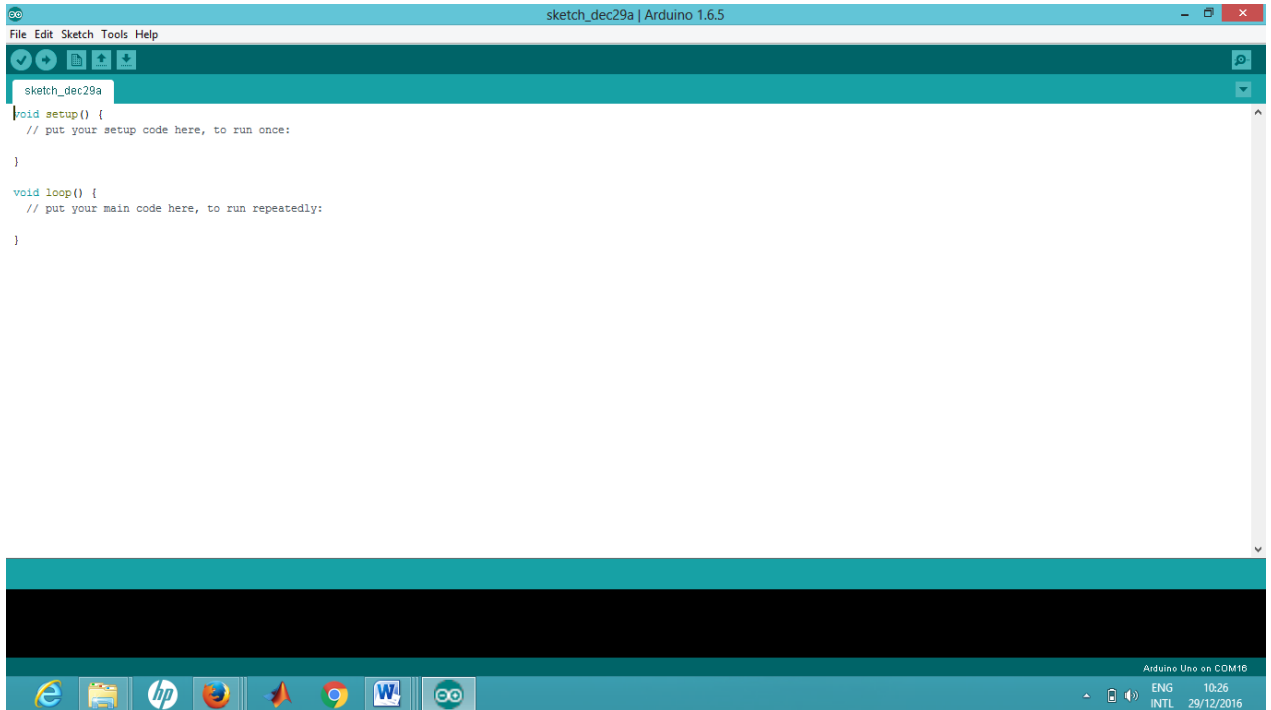 sketch_dec29a | Arduino 1.6.5
File Edit Sketch Tools Help
sketch_dec29a
void setup() {
  // put your setup code here, to run once:
}
void loop() {
  // put your main code here, to run repeatedly:
}
Arduino Uno on COM16
hp
W
ENG 10:26
INTL 29/12/2016